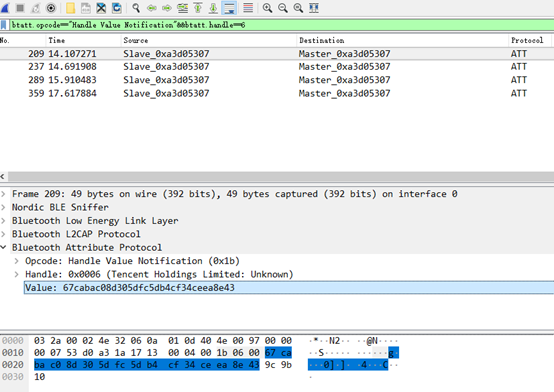 btatt.opcode=="Handle Value Notification"&&btatt.handle==6
No. Time Source Destination Protocol
209 14.107271 Slave_0xa3d05307 Master_0xa3d05307 ATT
237 14.691908 Slave_0xa3d05307 Master_0xa3d05307 ATT
289 15.910483 Slave_0xa3d05307 Master_0xa3d05307 ATT
359 17.617884 Slave_0xa3d05307 Master_0xa3d05307 ATT
Frame 209: 49 bytes on wire (392 bits), 49 bytes captured (392 bits) on interface 0
Nordic BLE Sniffer
Bluetooth Low Energy Link Layer
Bluetooth L2CAP Protocol
Bluetooth Attribute Protocol
Opcode: Handle Value Notification (0x1b)
Handle: 0x0006 (Tencent Holdings Limited: Unknown)
Value: 67cabac08d305dfc5db4cf34ceea8e43
0000 03 2a 00 02 4e 32 06 0a 01 0d 40 4e 00 97 00 00 ·*··N2·· ··@N····
0010 00 07 53 d0 a3 1a 17 13 00 04 00 1b 06 00 67 ca ··S····· ······g·
0020 ba c0 8d 30 5d fc 5d b4 cf 34 ce ea 8e 43 9c 9b ···0]·]· ·4···C··
0030 10 ·